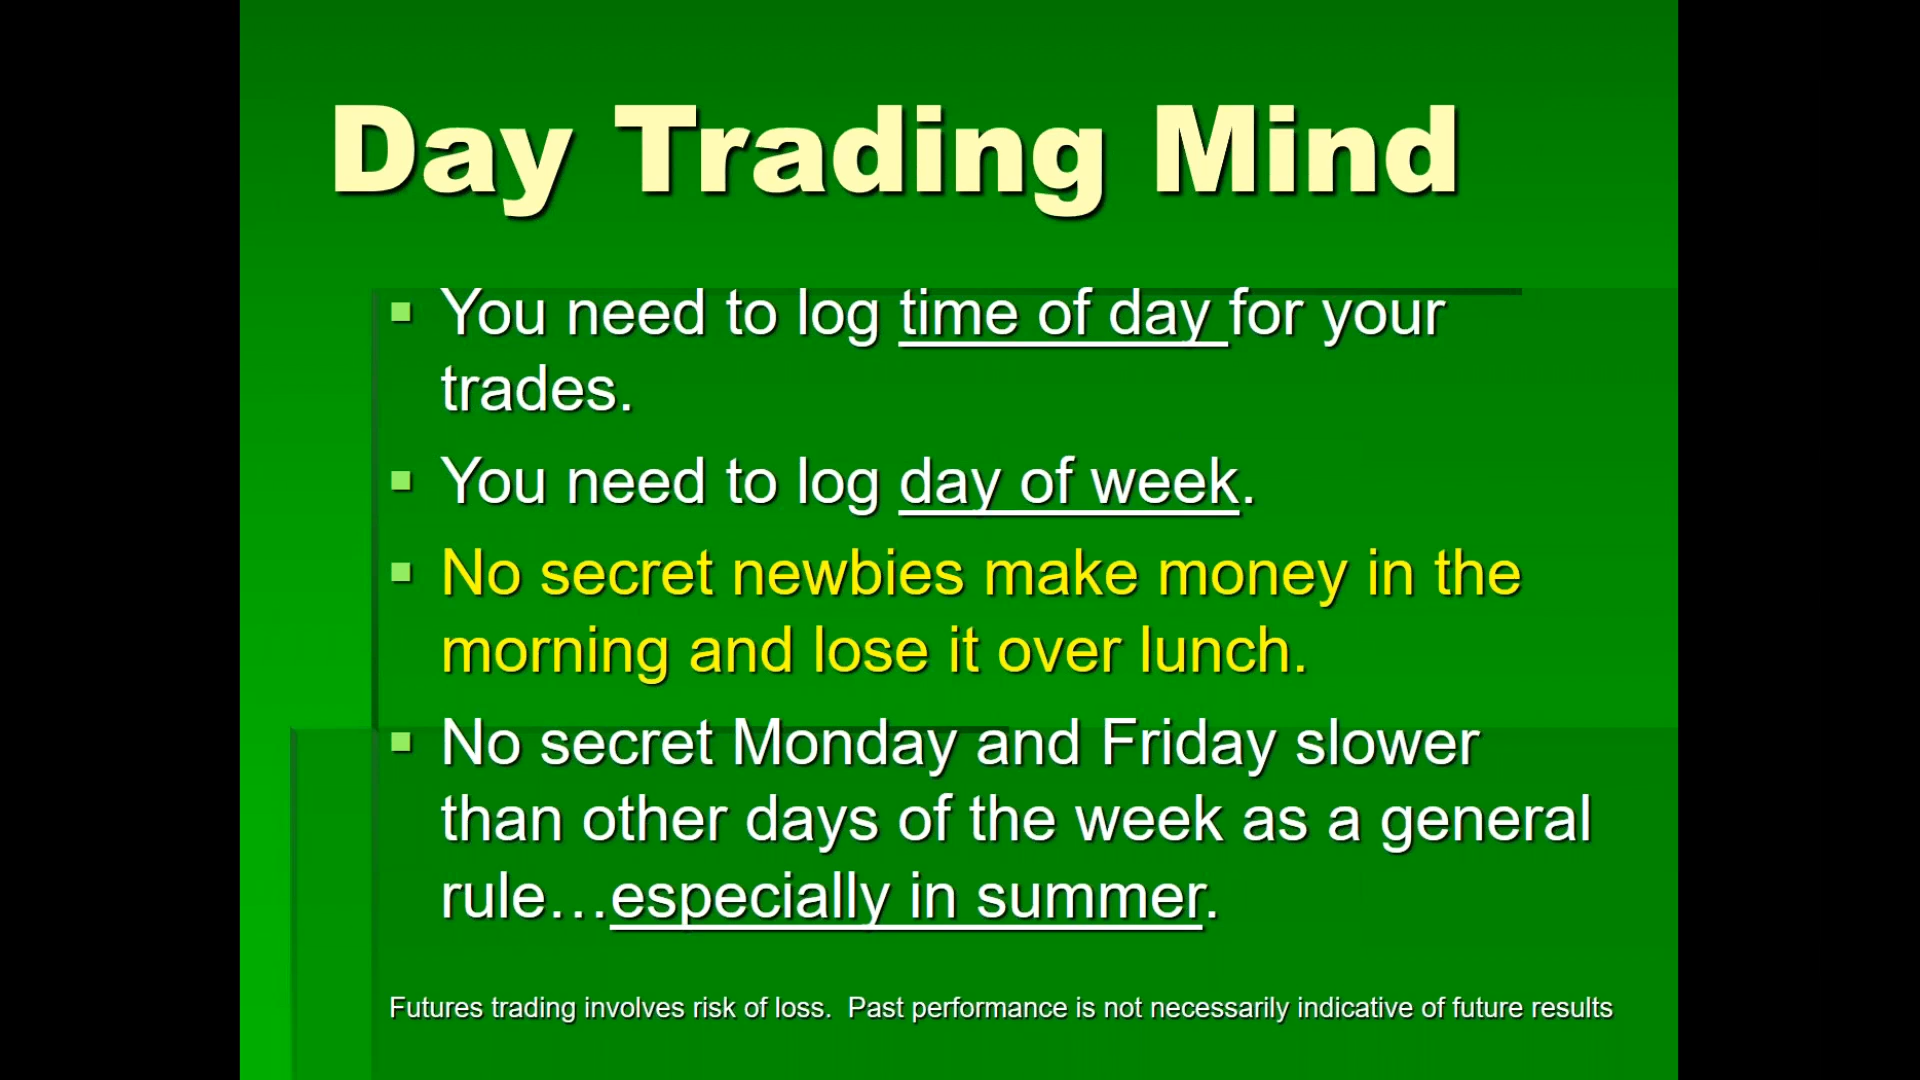 Day Trading Mind
You need to log time of day for your
trades.
You need to log day of week.
No secret newbies make money in the
morning and lose it over lunch.
No secret Monday and Friday slower
than other days of the week as a general
rule…especially in summer.
Futures trading involves risk of loss.  Past performance is not necessarily indicative of future results